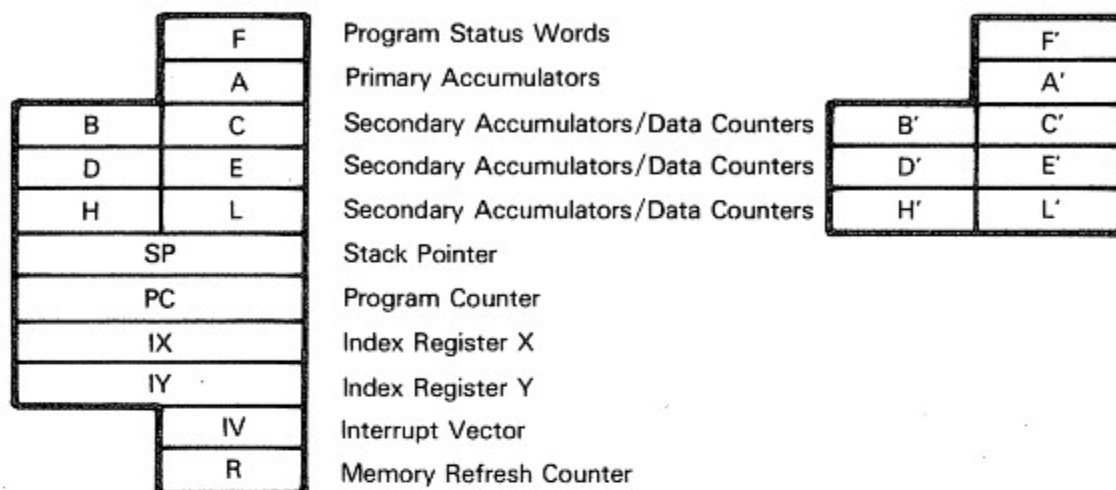 F Program Status Words F′
A Primary Accumulators A′
B C Secondary Accumulators/Data Counters B′ C′
D E Secondary Accumulators/Data Counters D′ E′
H L Secondary Accumulators/Data Counters H′ L′
SP Stack Pointer
PC Program Counter
IX Index Register X
IY Index Register Y
IV Interrupt Vector
R Memory Refresh Counter